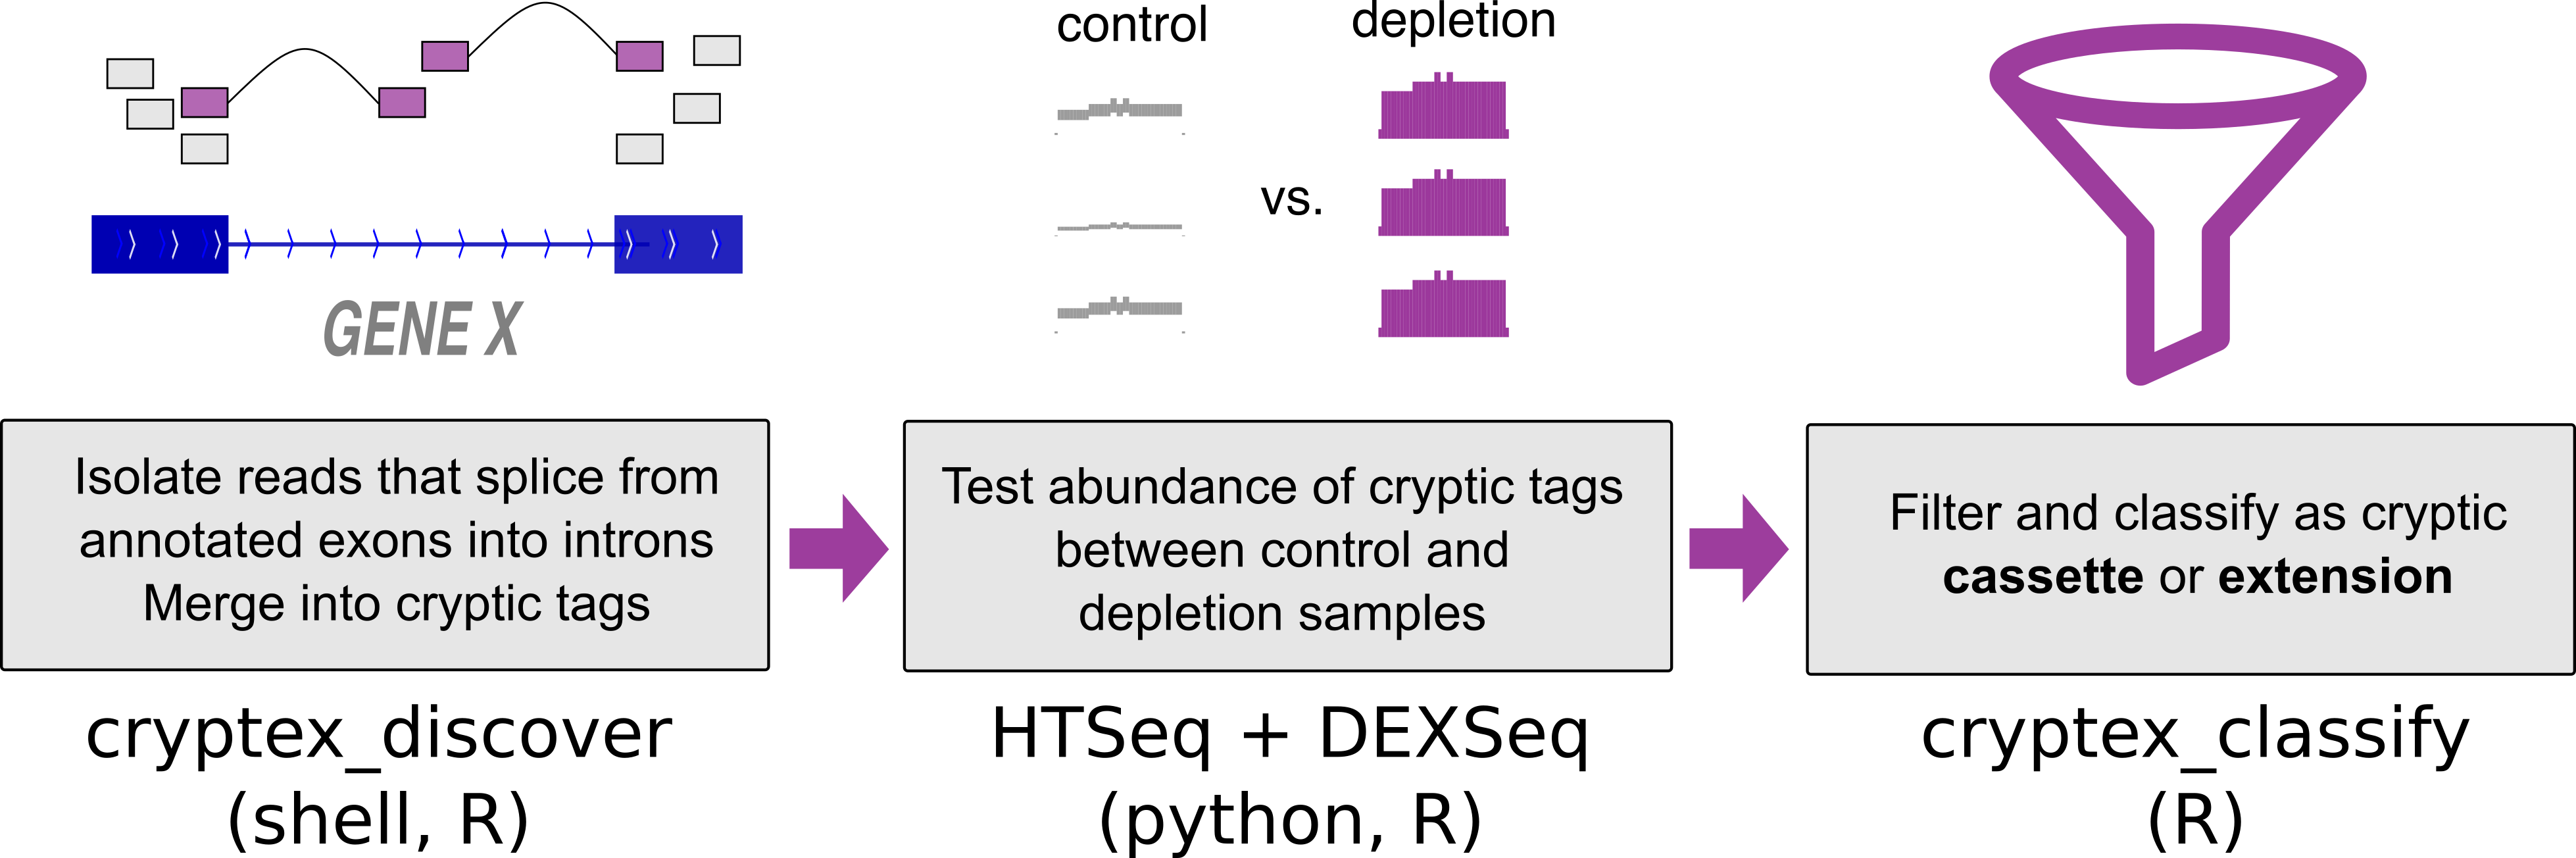 control
depletion
vs.
GENE X
Isolate reads that splice from
annotated exons into introns
Merge into cryptic tags
Test abundance of cryptic tags
between control and
depletion samples
Filter and classify as cryptic
cassette or extension
cryptex_discover
(shell, R)
HTSeq + DEXSeq
(python, R)
cryptex_classify
(R)